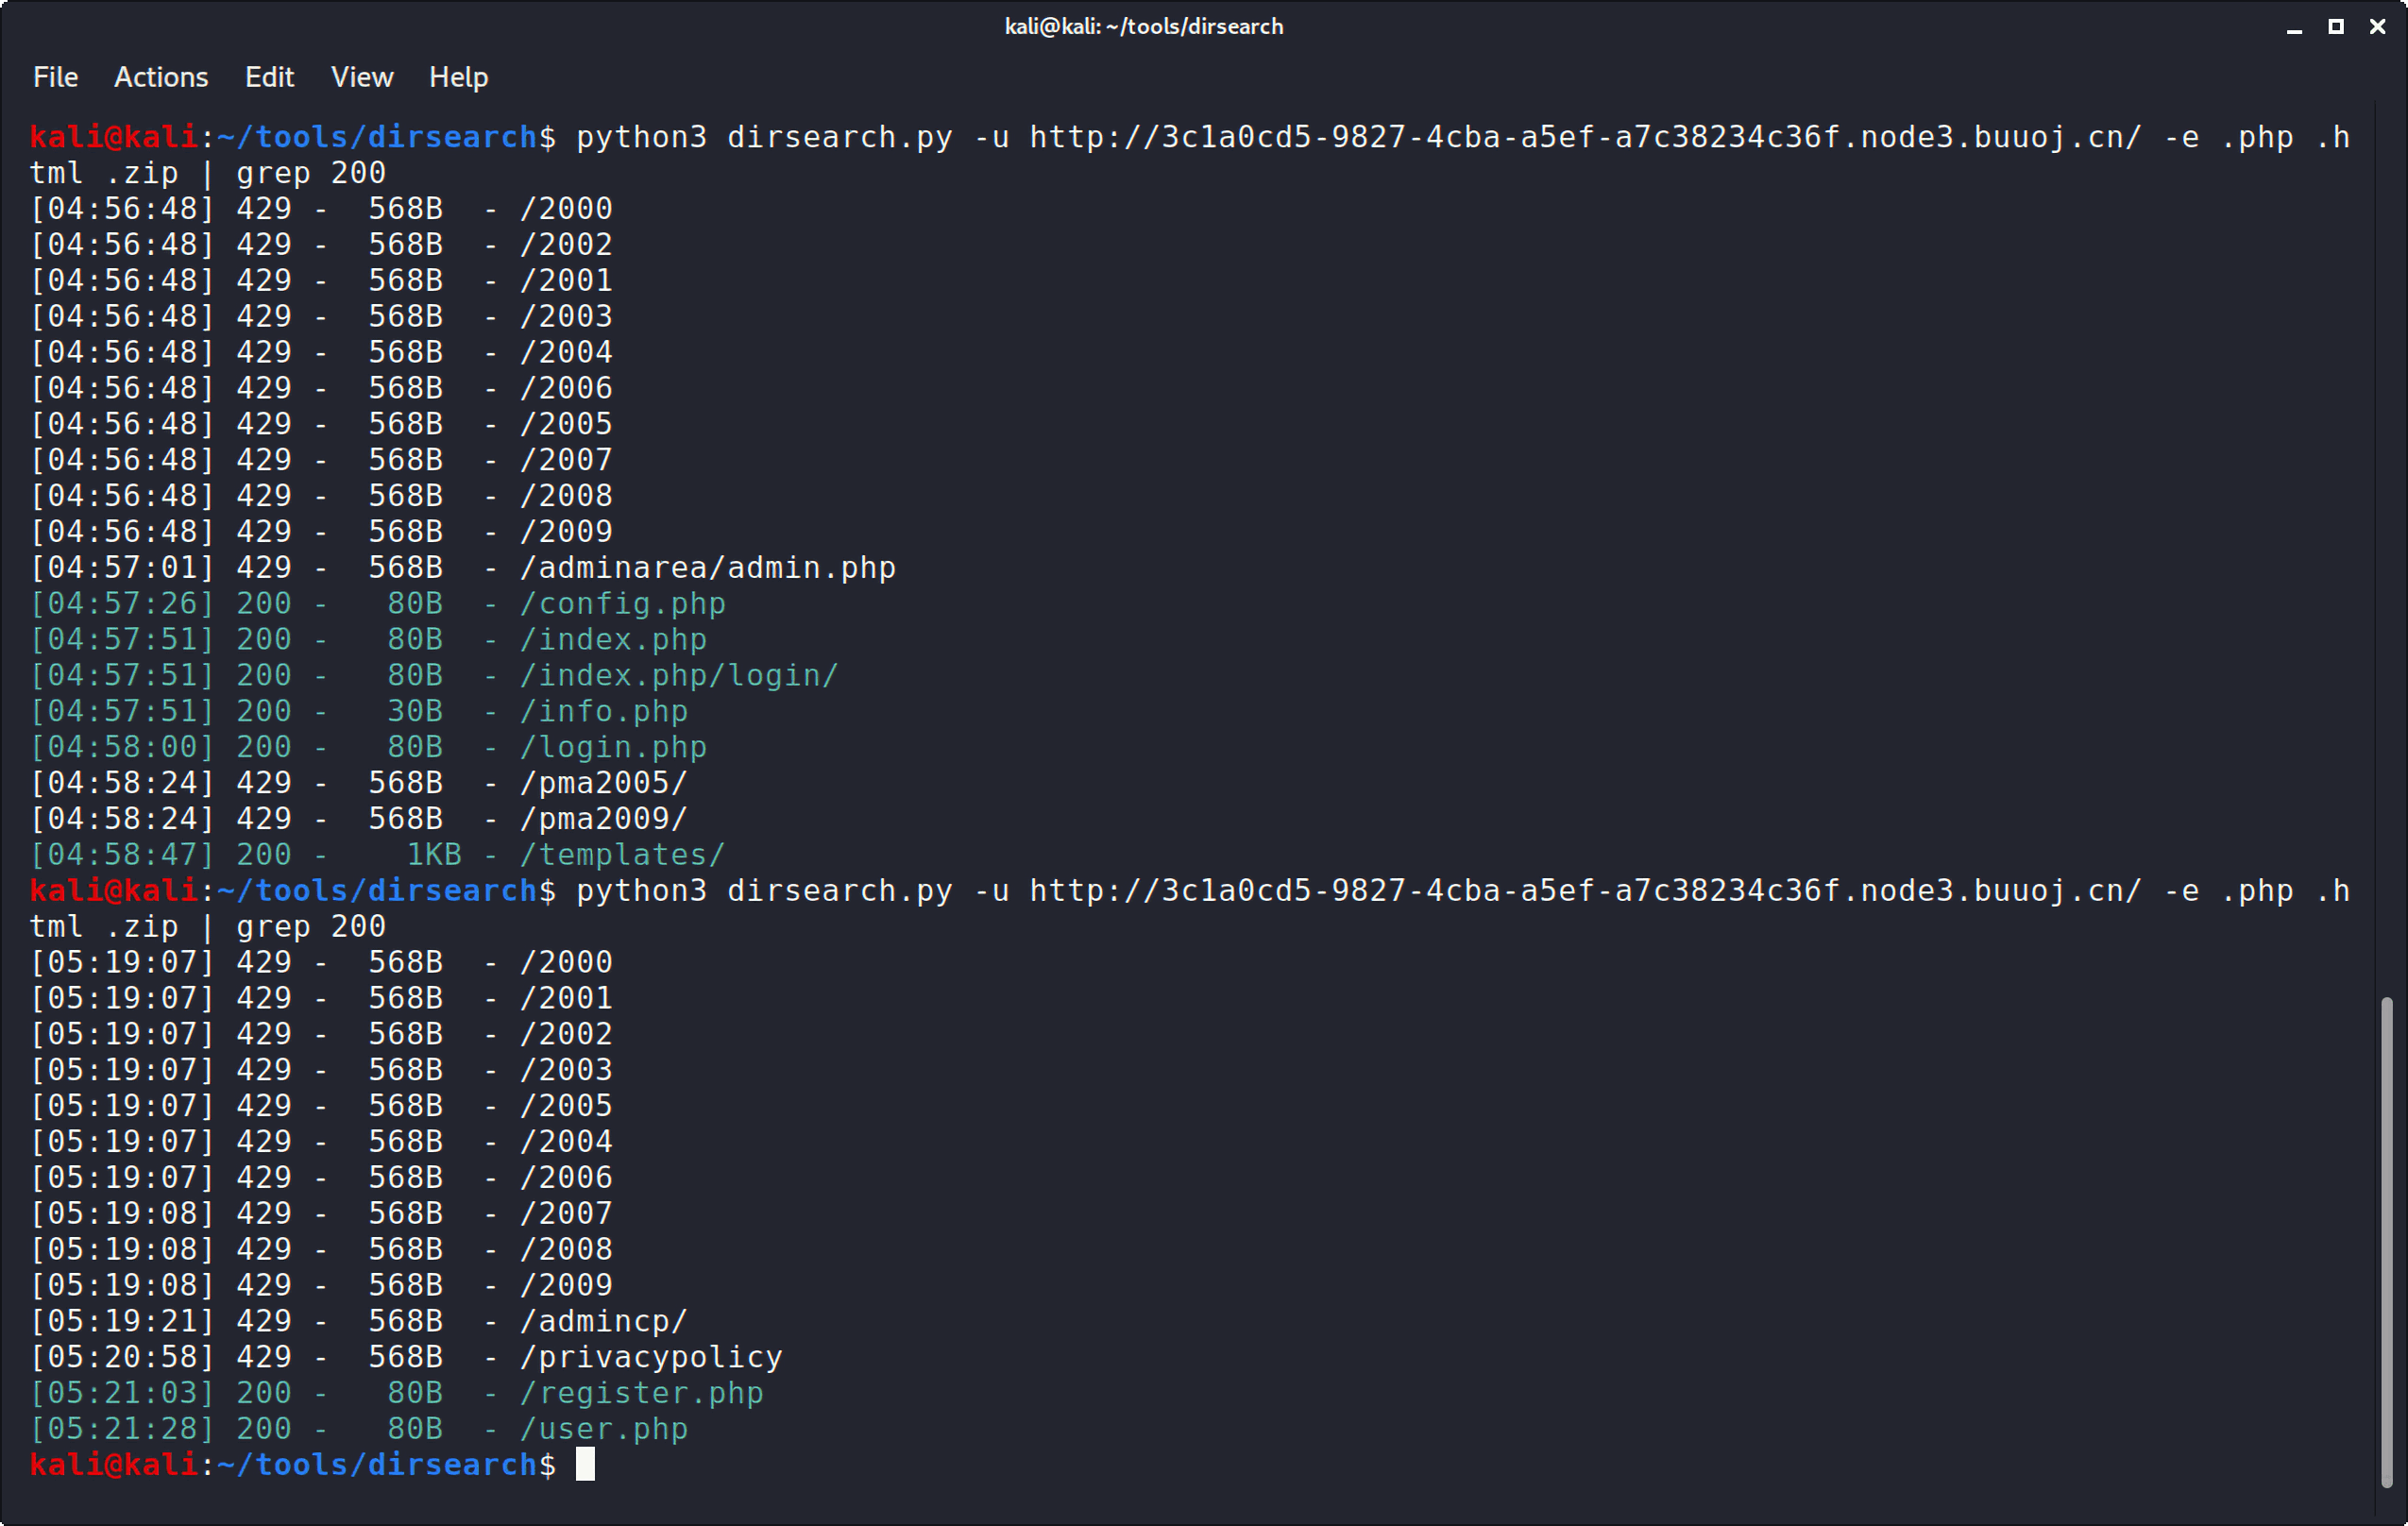 kali@kali: ~/tools/dirsearch
File Actions Edit View Help
kali@kali:~/tools/dirsearch$ python3 dirsearch.py -u http://3c1a0cd5-9827-4cba-a5ef-a7c38234c36f.node3.buuoj.cn/ -e .php .h
tml .zip | grep 200
[04:56:48] 429 -  568B  - /2000
[04:56:48] 429 -  568B  - /2002
[04:56:48] 429 -  568B  - /2001
[04:56:48] 429 -  568B  - /2003
[04:56:48] 429 -  568B  - /2004
[04:56:48] 429 -  568B  - /2006
[04:56:48] 429 -  568B  - /2005
[04:56:48] 429 -  568B  - /2007
[04:56:48] 429 -  568B  - /2008
[04:56:48] 429 -  568B  - /2009
[04:57:01] 429 -  568B  - /adminarea/admin.php
[04:57:26] 200 -   80B  - /config.php
[04:57:51] 200 -   80B  - /index.php
[04:57:51] 200 -   80B  - /index.php/login/
[04:57:51] 200 -   30B  - /info.php
[04:58:00] 200 -   80B  - /login.php
[04:58:24] 429 -  568B  - /pma2005/
[04:58:24] 429 -  568B  - /pma2009/
[04:58:47] 200 -    1KB - /templates/
kali@kali:~/tools/dirsearch$ python3 dirsearch.py -u http://3c1a0cd5-9827-4cba-a5ef-a7c38234c36f.node3.buuoj.cn/ -e .php .h
tml .zip | grep 200
[05:19:07] 429 -  568B  - /2000
[05:19:07] 429 -  568B  - /2001
[05:19:07] 429 -  568B  - /2002
[05:19:07] 429 -  568B  - /2003
[05:19:07] 429 -  568B  - /2005
[05:19:07] 429 -  568B  - /2004
[05:19:07] 429 -  568B  - /2006
[05:19:08] 429 -  568B  - /2007
[05:19:08] 429 -  568B  - /2008
[05:19:08] 429 -  568B  - /2009
[05:19:21] 429 -  568B  - /admincp/
[05:20:58] 429 -  568B  - /privacypolicy
[05:21:03] 200 -   80B  - /register.php
[05:21:28] 200 -   80B  - /user.php
kali@kali:~/tools/dirsearch$